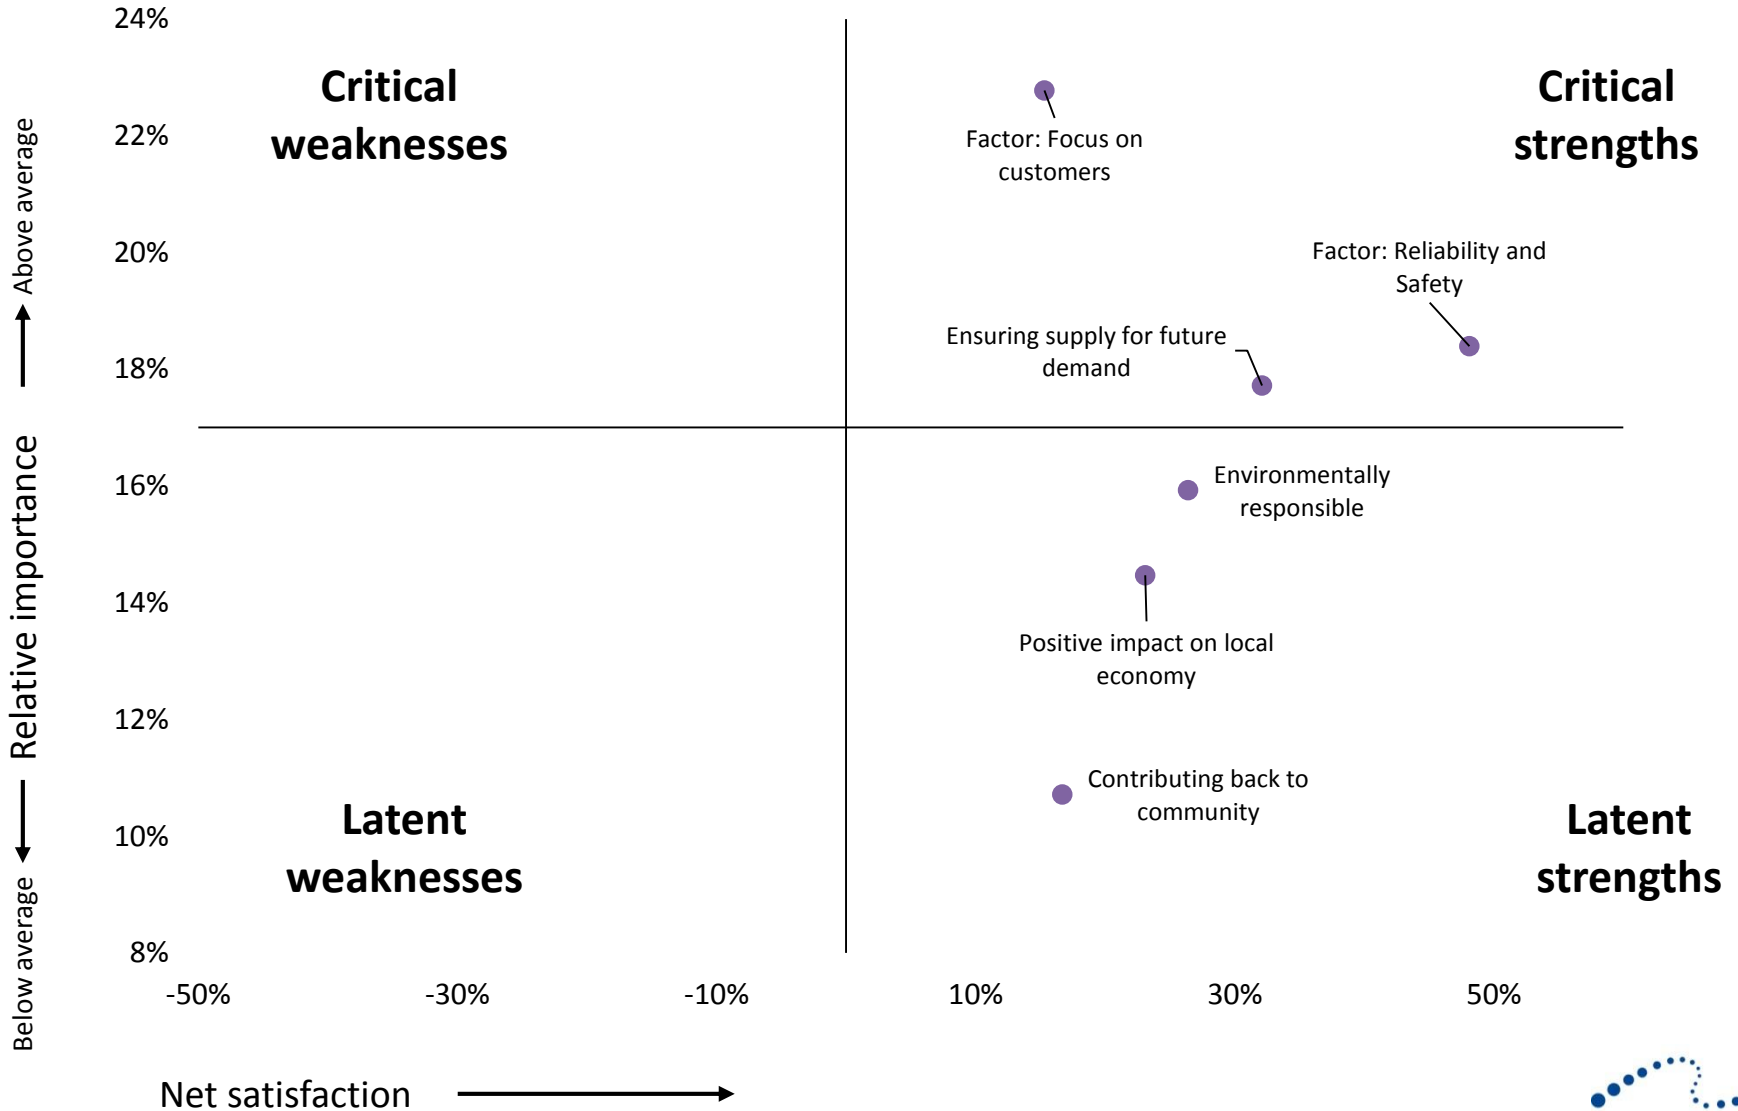 24%
22%
20%
18%
16%
14%
12%
10%
8%
Above average
Relative importance
Below average
Critical
weaknesses
Critical
strengths
Factor: Focus on
customers
Factor: Reliability and
Safety
Ensuring supply for future
demand
Environmentally
responsible
Positive impact on local
economy
Contributing back to
community
Latent
weaknesses
Latent
strengths
-50%
-30%
-10%
10%
30%
50%
Net satisfaction